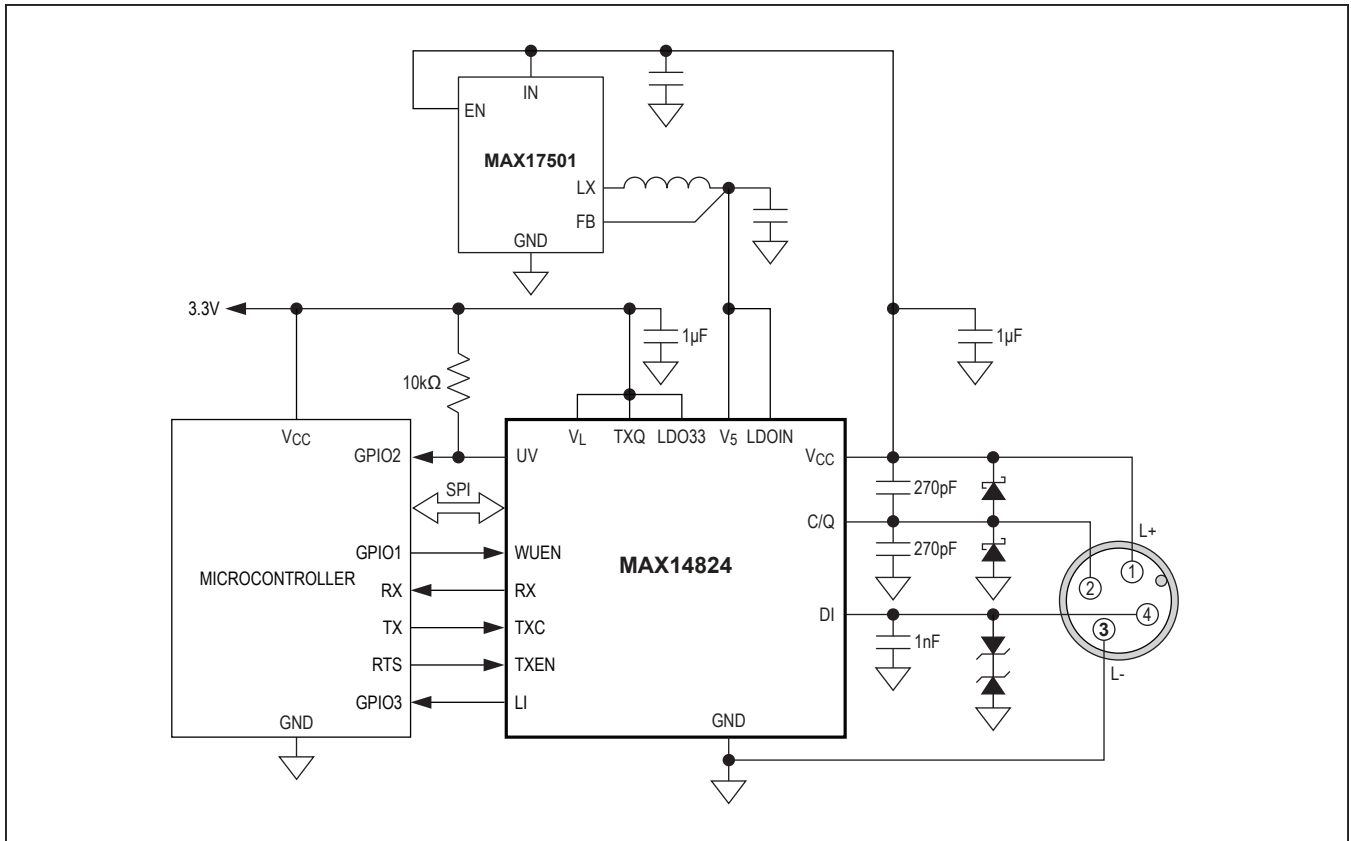 IN
EN
MAX17501
LX
FB
GND
3.3V
1µF
1µF
10kΩ
VCC
VL TXQ LDO33 V5 LDOIN
GPIO2
UV
VCC
SPI
270pF
C/Q
L+
GPIO1
WUEN
270pF
MAX14824
1
MICROCONTROLLER
2
RX
RX
DI
4
TX
TXC
3
1nF
RTS
TXEN
L-
GPIO3
LI
GND
GND